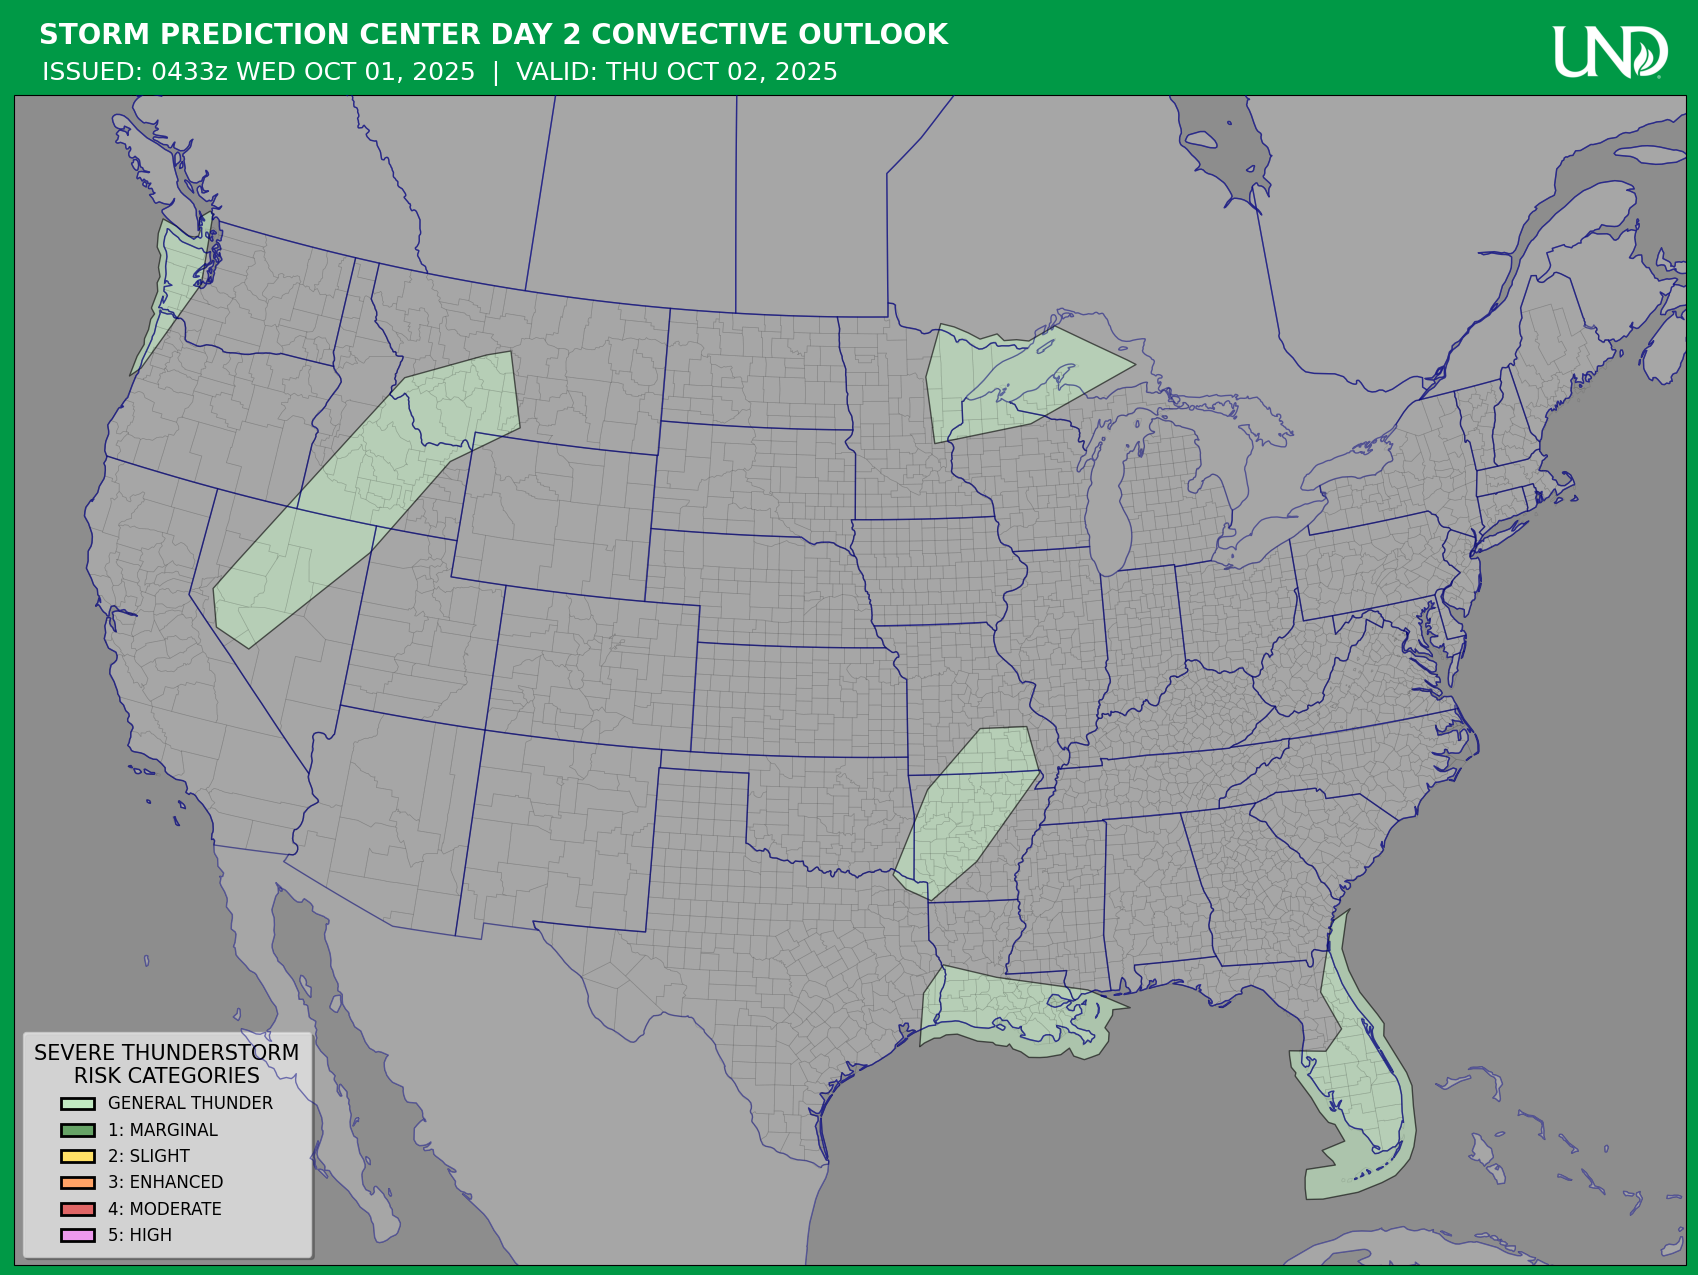 STORM PREDICTION CENTER DAY 2 CONVECTIVE OUTLOOK
ISSUED: 0433z WED OCT 01, 2025 | VALID: THU OCT 02, 2025
UND
SEVERE THUNDERSTORM
RISK CATEGORIES
GENERAL THUNDER
1: MARGINAL
2: SLIGHT
3: ENHANCED
4: MODERATE
5: HIGH